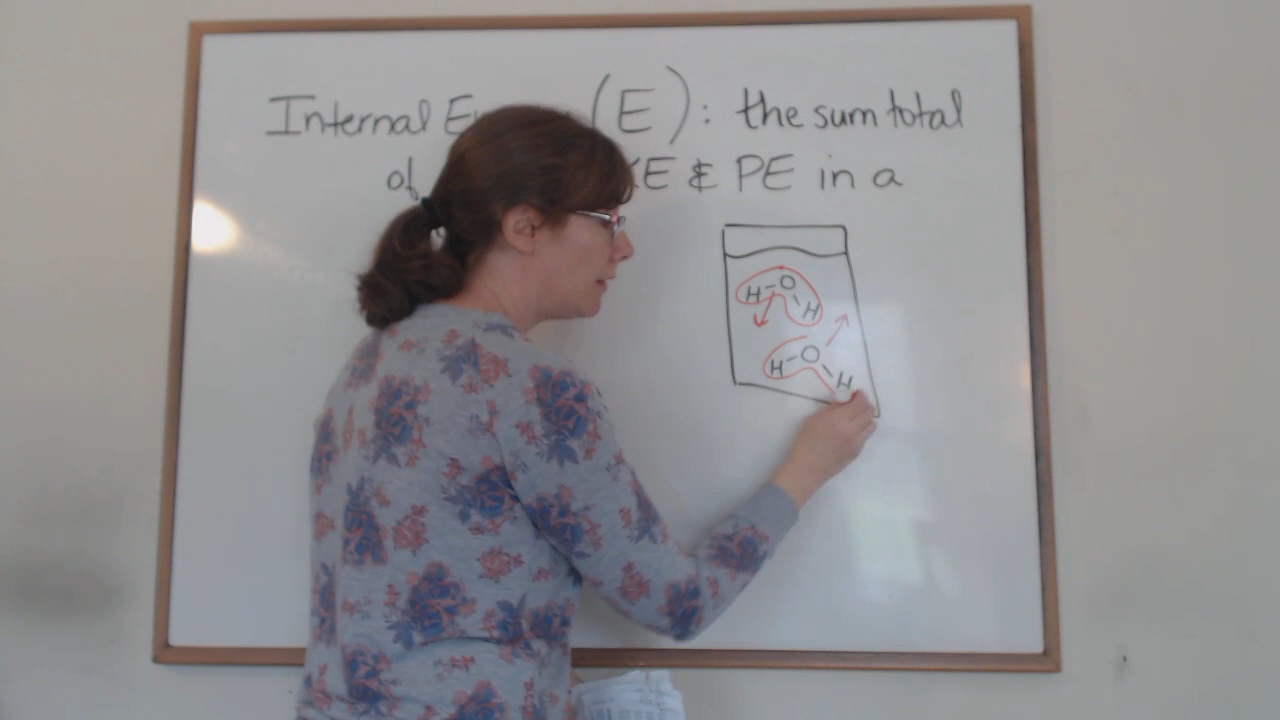 Internal (E): the sum total
of KE & PE in a
H-O
H
H-O
H